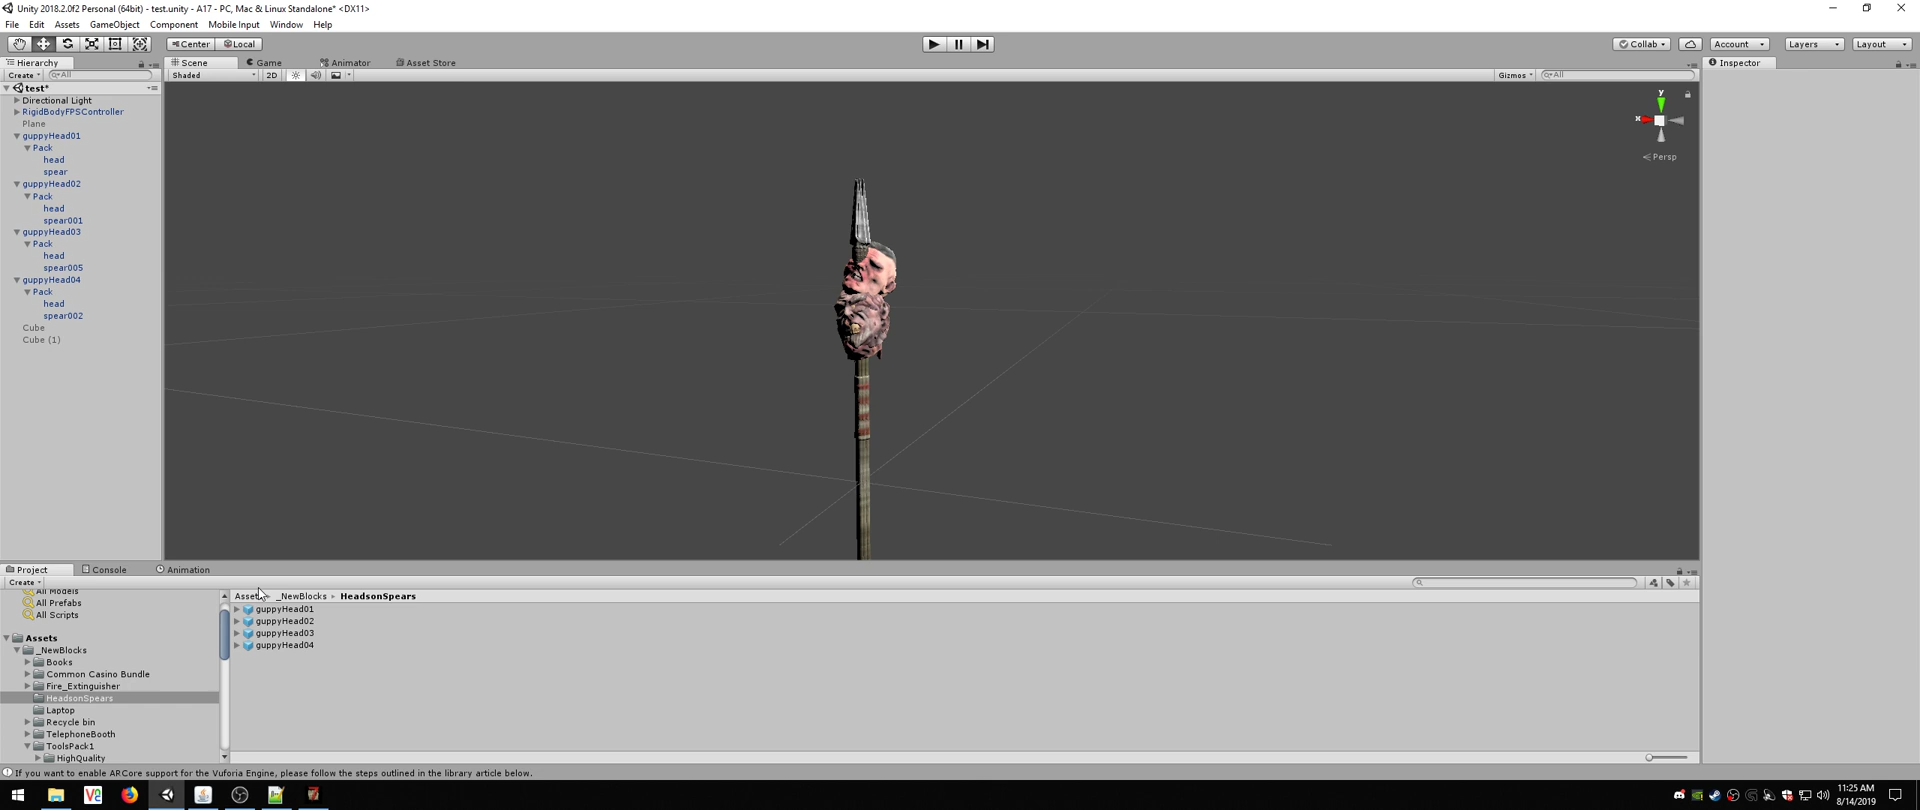 Unity 2018.2.0f2 Personal (64bit) - test.unity - A17 - PC, Mac & Linux Standalone* <DX11>
File Edit Assets GameObject Component Mobile Input Window Help
Center Local Collab Account Layers Layout
Hierarchy Scene Game Animator Asset Store Inspector
Create All Shaded 2D Gizmos All
test*
Directional Light
RigidBodyFPSController
Plane
guppyHead01
Pack
head
spear
guppyHead02
Pack
head
spear001
guppyHead03
Pack
head
spear005
guppyHead04
Pack
head
spear002
Cube
Cube (1)
y
x
Persp
Project Console Animation
Create
All Models
All Prefabs
All Scripts
Assets
_NewBlocks
Books
Common Casino Bundle
Fire_Extinguisher
HeadsonSpears
Laptop
Recycle bin
TelephoneBooth
ToolsPack1
HighQuality
Assets _NewBlocks HeadsonSpears
guppyHead01
guppyHead02
guppyHead03
guppyHead04
If you want to enable ARCore support for the Vuforia Engine, please follow the steps outlined in the library article below.
11:25 AM
8/14/2019